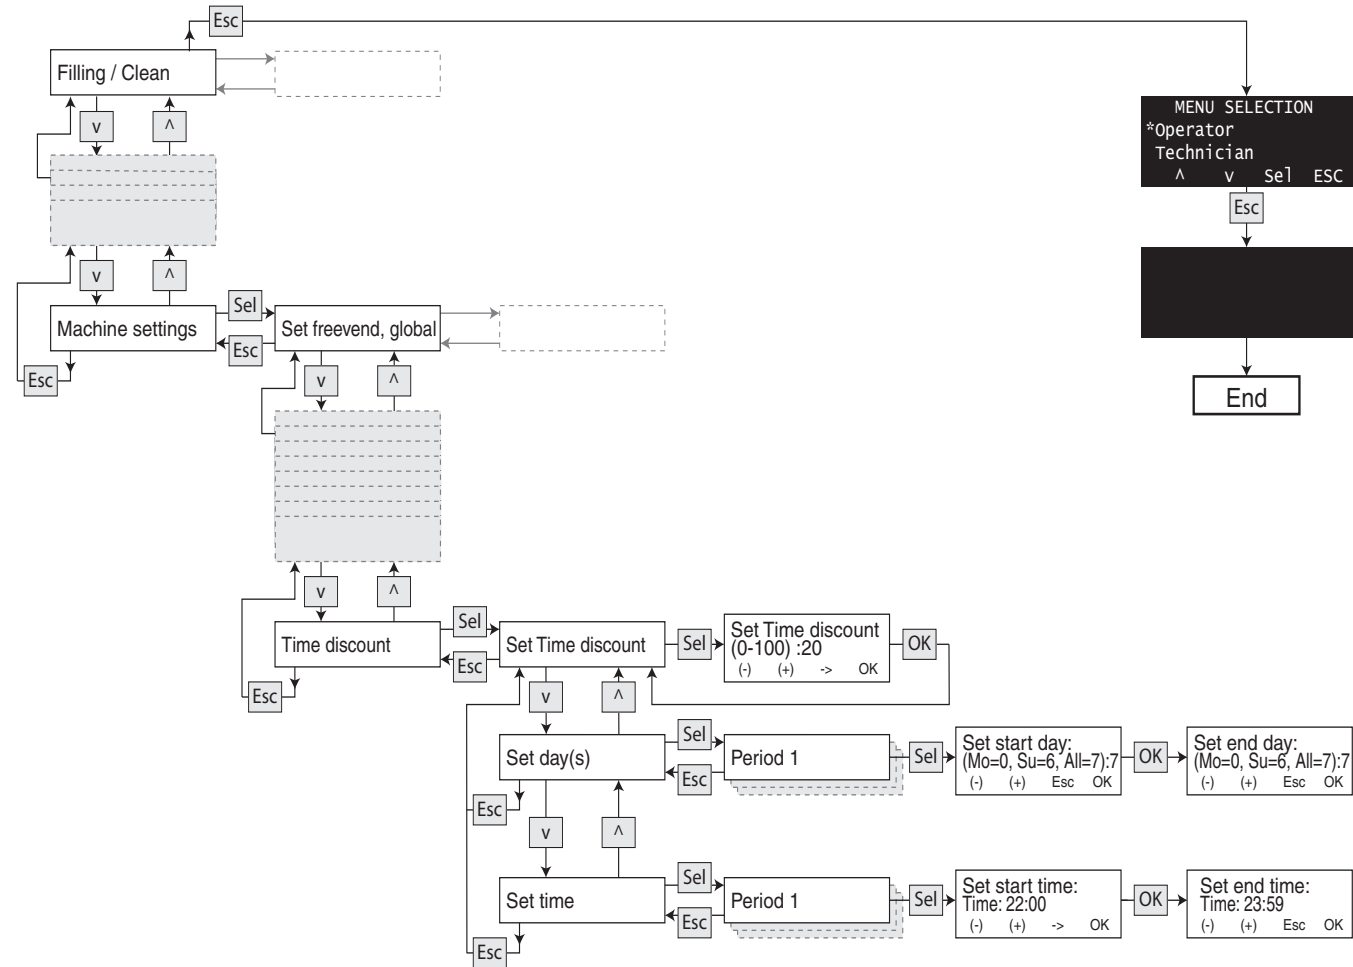 Esc
Filling / Clean
v
^
MENU SELECTION
*Operator
Technician
^ v Sel ESC
Esc
v
^
Machine settings
Sel
Esc
Set freevend, global
Esc
v
^
End
v
^
Time discount
Sel
Esc
Set Time discount
Sel
Set Time discount
(0-100) :20
(-) (+) -> OK
OK
Esc
v
^
Set day(s)
Sel
Esc
Period 1
Sel
Set start day:
(Mo=0, Su=6, All=7):7
(-) (+) Esc OK
OK
Set end day:
(Mo=0, Su=6, All=7):7
(-) (+) Esc OK
Esc
v
^
Set time
Sel
Esc
Period 1
Sel
Set start time:
Time: 22:00
(-) (+) -> OK
OK
Set end time:
Time: 23:59
(-) (+) Esc OK
Esc